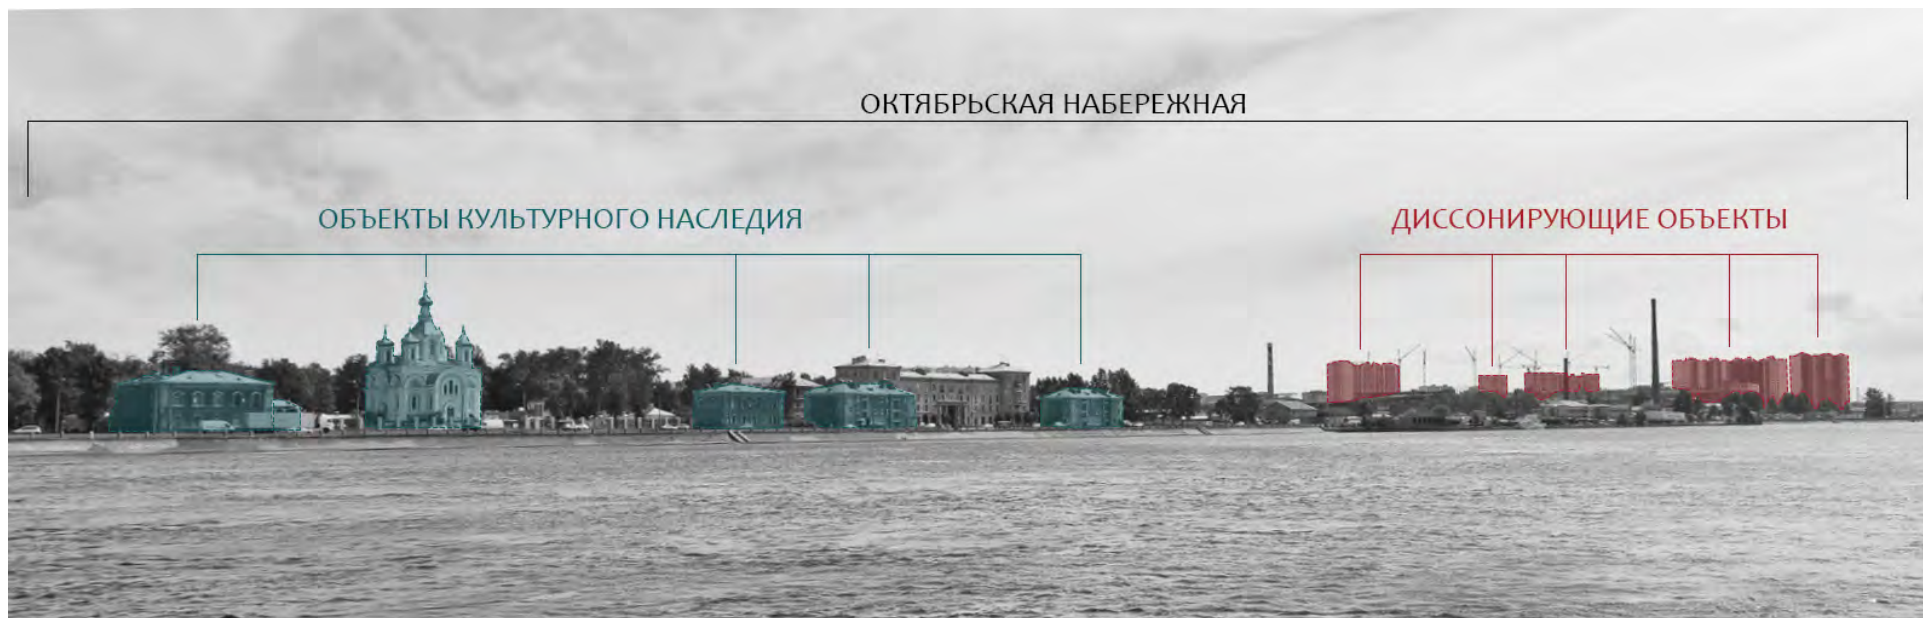 ОКТЯБРЬСКАЯ НАБЕРЕЖНАЯ
ОБЪЕКТЫ КУЛЬТУРНОГО НАСЛЕДИЯ
ДИССОНИРУЮЩИЕ ОБЪЕКТЫ